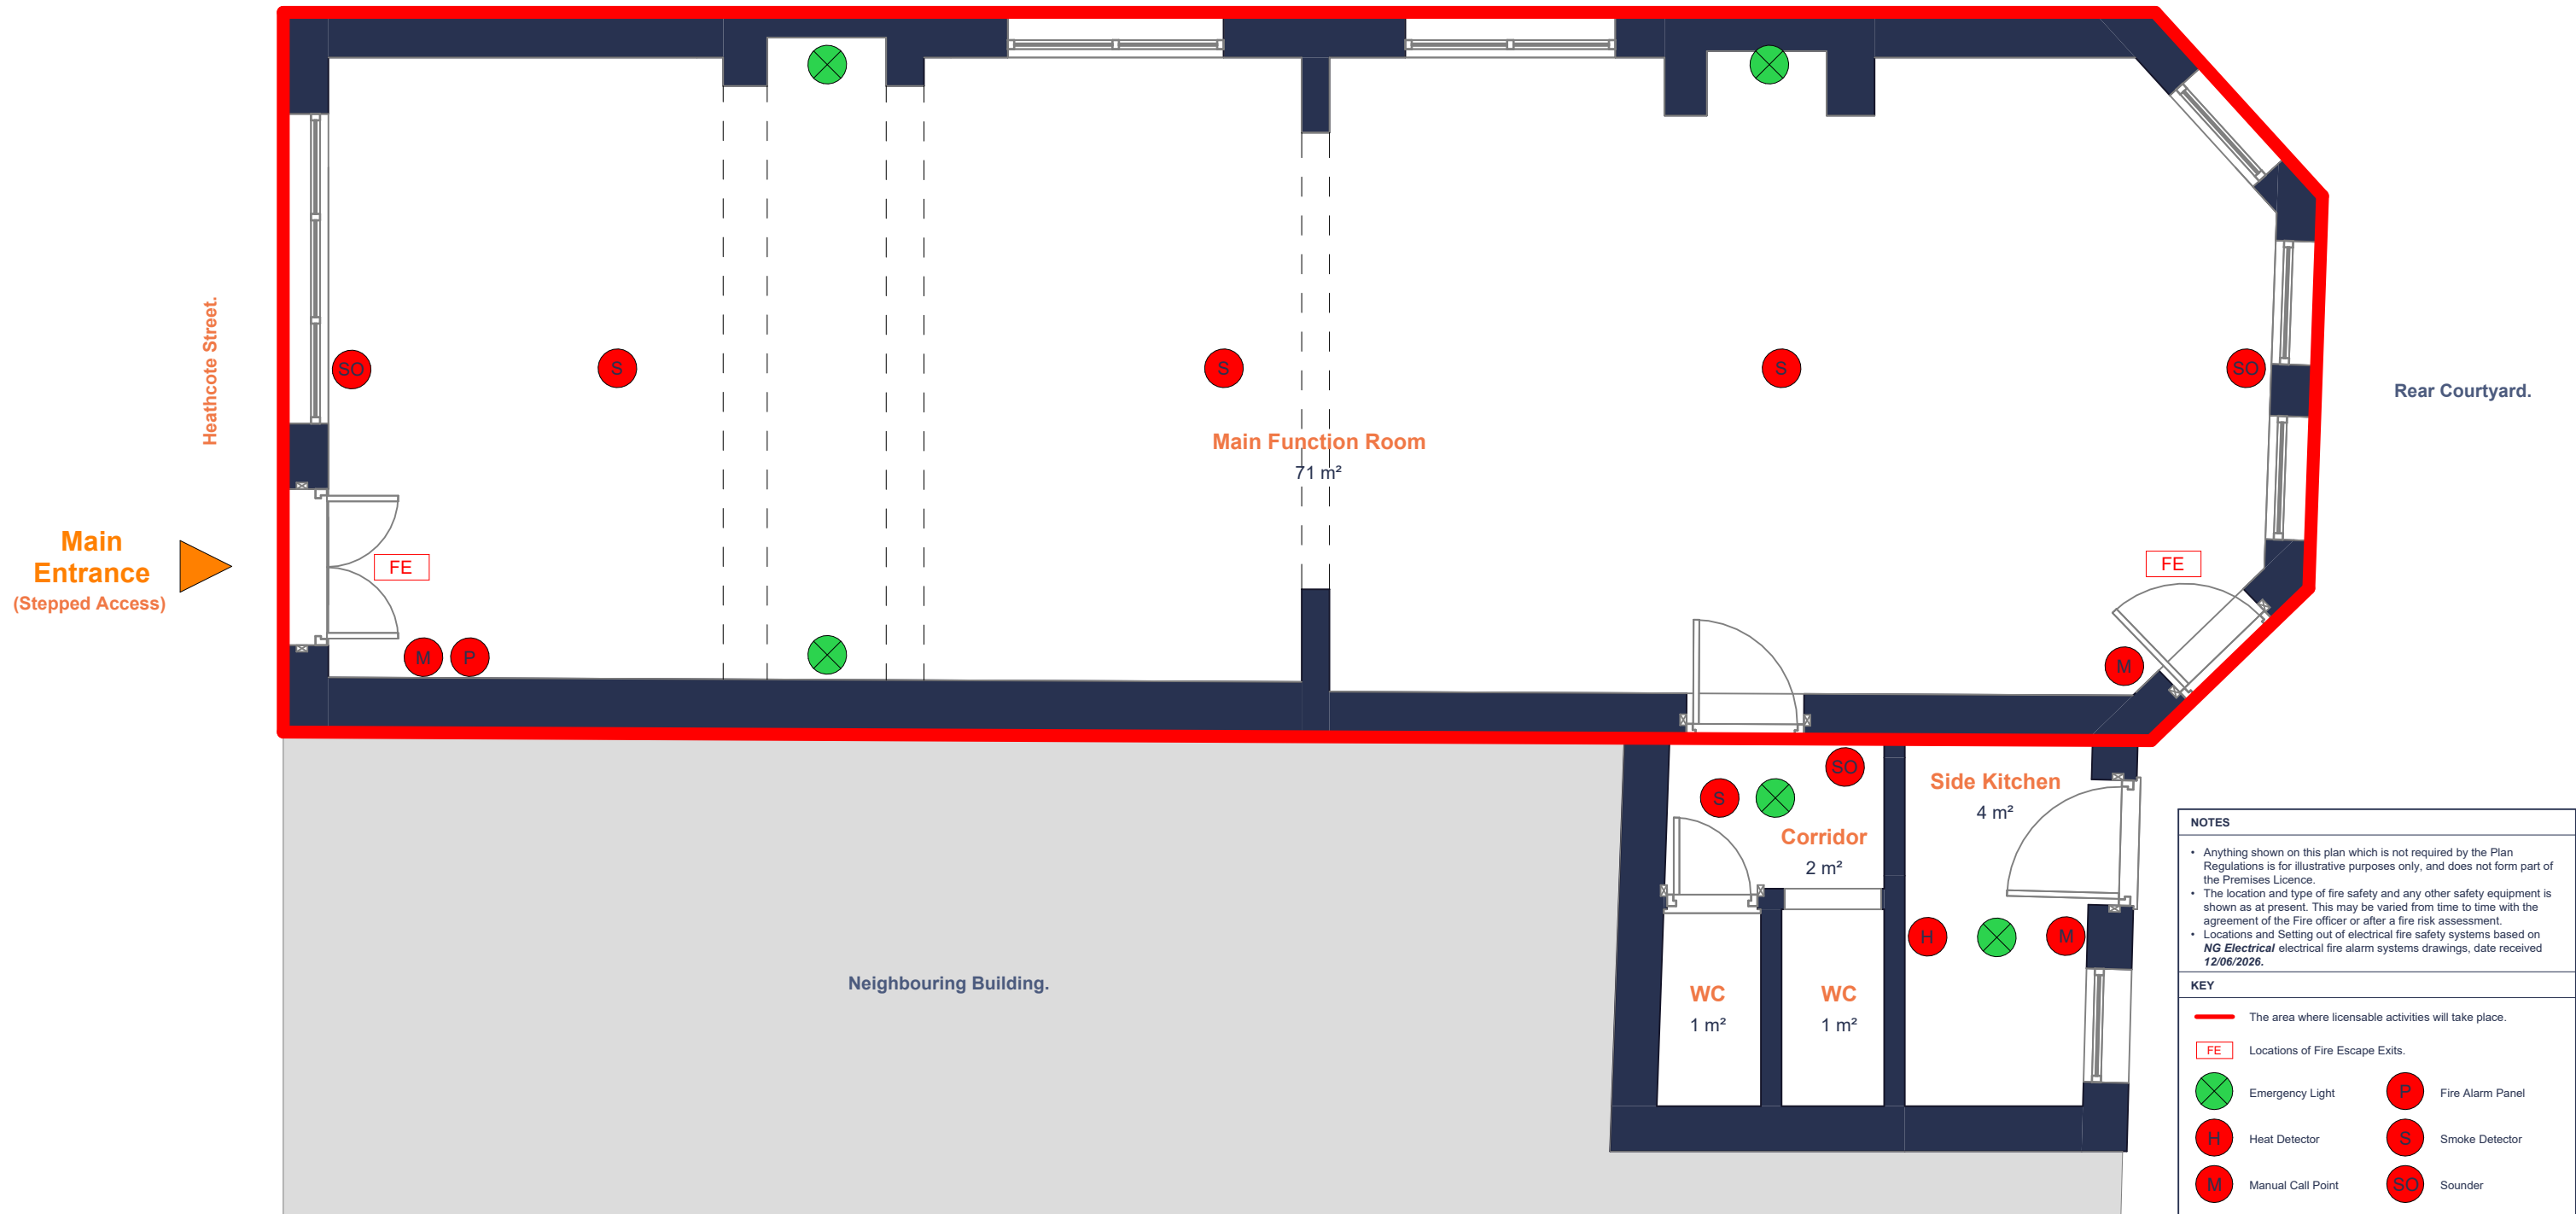 Heathcote Street.
SO
S
S
S
SO
Rear Courtyard.
Main Function Room
71 m²
Main
Entrance
(Stepped Access)
FE
FE
M
P
M
SO
S
Side Kitchen
4 m²
Corridor
2 m²
H
M
Neighbouring Building.
WC
1 m²
WC
1 m²
NOTES
• Anything shown on this plan which is not required by the Plan
Regulations is for illustrative purposes only, and does not form part of
the Premises Licence.
• The location and type of fire safety and any other safety equipment is
shown as at present. This may be varied from time to time with the
agreement of the Fire officer or after a fire risk assessment.
• Locations and Setting out of electrical fire safety systems based on
NG Electrical electrical fire alarm systems drawings, date received
12/06/2026.
KEY
The area where licensable activities will take place.
FE Locations of Fire Escape Exits.
Emergency Light
P Fire Alarm Panel
H Heat Detector
S Smoke Detector
M Manual Call Point
SO Sounder